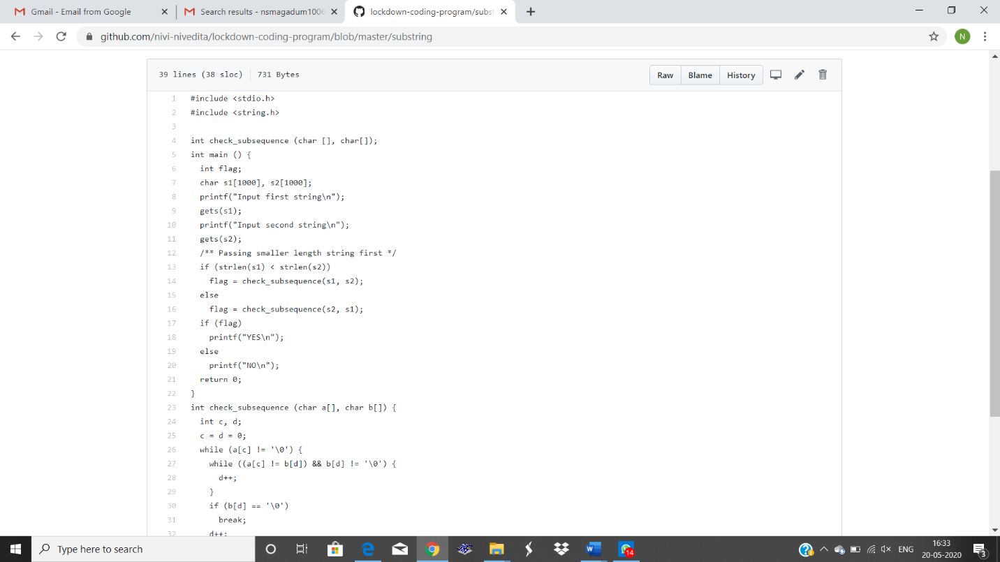 Gmail - Email from Google
Search results - nsmagadum1006
lockdown-coding-program/subst
github.com/nivi-nivedita/lockdown-coding-program/blob/master/substring
N
39 lines (38 sloc) 731 Bytes
Raw Blame History
1 #include <stdio.h>
2 #include <string.h>
3
4 int check_subsequence (char [], char[]);
5 int main () {
6 int flag;
7 char s1[1000], s2[1000];
8 printf("Input first string\n");
9 gets(s1);
10 printf("Input second string\n");
11 gets(s2);
12 /** Passing smaller length string first */
13 if (strlen(s1) < strlen(s2))
14 flag = check_subsequence(s1, s2);
15 else
16 flag = check_subsequence(s2, s1);
17 if (flag)
18 printf("YES\n");
19 else
20 printf("NO\n");
21 return 0;
22 }
23 int check_subsequence (char a[], char b[]) {
24 int c, d;
25 c = d = 0;
26 while (a[c] != '\0') {
27 while ((a[c] != b[d]) && b[d] != '\0') {
28 d++;
29 }
30 if (b[d] == '\0')
31 break;
32 d++;
Type here to search
14
ENG
16:33
20-05-2020
3